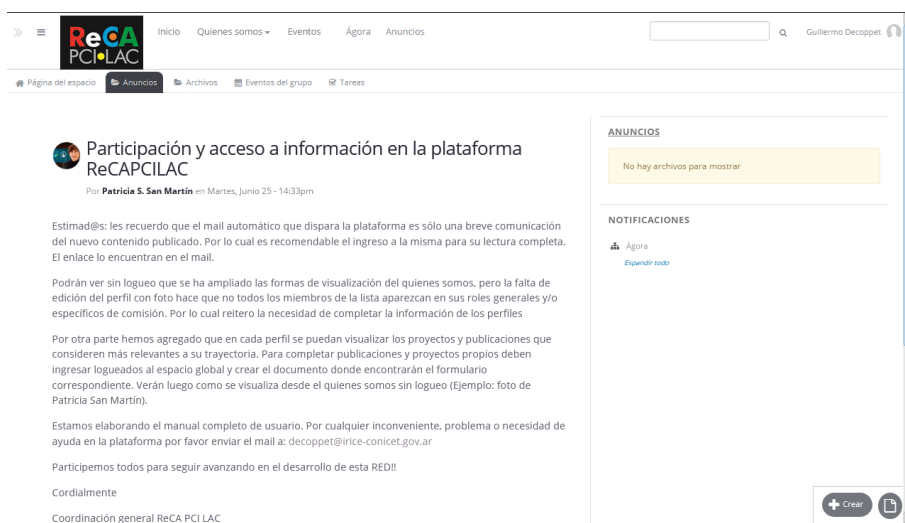 ReCA
PCI LAC
Inicio Quienes somos Eventos Ágora Anuncios
Guillermo Decoppet
Página del espacio Anuncios Archivos Eventos del grupo Tareas
Participación y acceso a información en la plataforma
ReCAPCILAC
Por Patricia S. San Martín en Martes, Junio 25 - 14:33pm
Estimad@s: les recuerdo que el mail automático que dispara la plataforma es sólo una breve comunicación
del nuevo contenido publicado. Por lo cual es recomendable el ingreso a la misma para su lectura completa.
El enlace lo encuentran en el mail.
Podrán ver sin logueo que se ha ampliado las formas de visualización del quienes somos, pero la falta de
edición del perfil con foto hace que no todos los miembros de la lista aparezcan en sus roles generales y/o
específicos de comisión. Por lo cual reitero la necesidad de completar la información de los perfiles
Por otra parte hemos agregado que en cada perfil se puedan visualizar los proyectos y publicaciones que
consideren más relevantes a su trayectoria. Para completar publicaciones y proyectos propios deben
ingresar logueados al espacio global y crear el documento donde encontrarán el formulario
correspondiente. Verán luego como se visualiza desde el quienes somos sin logueo (Ejemplo: foto de
Patricia San Martín).
Estamos elaborando el manual completo de usuario. Por cualquier inconveniente, problema o necesidad de
ayuda en la plataforma por favor enviar el mail a: decoppet@irice-conicet.gov.ar
Participemos todos para seguir avanzando en el desarrollo de esta RED!!
Cordialmente
Coordinación general ReCA PCI LAC
ANUNCIOS
No hay archivos para mostrar
NOTIFICACIONES
Ágora
Expandir todo
Crear